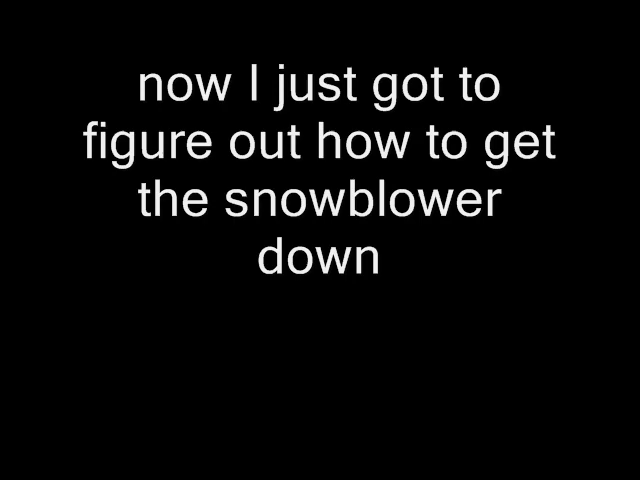 now I just got to
figure out how to get
the snowblower
down